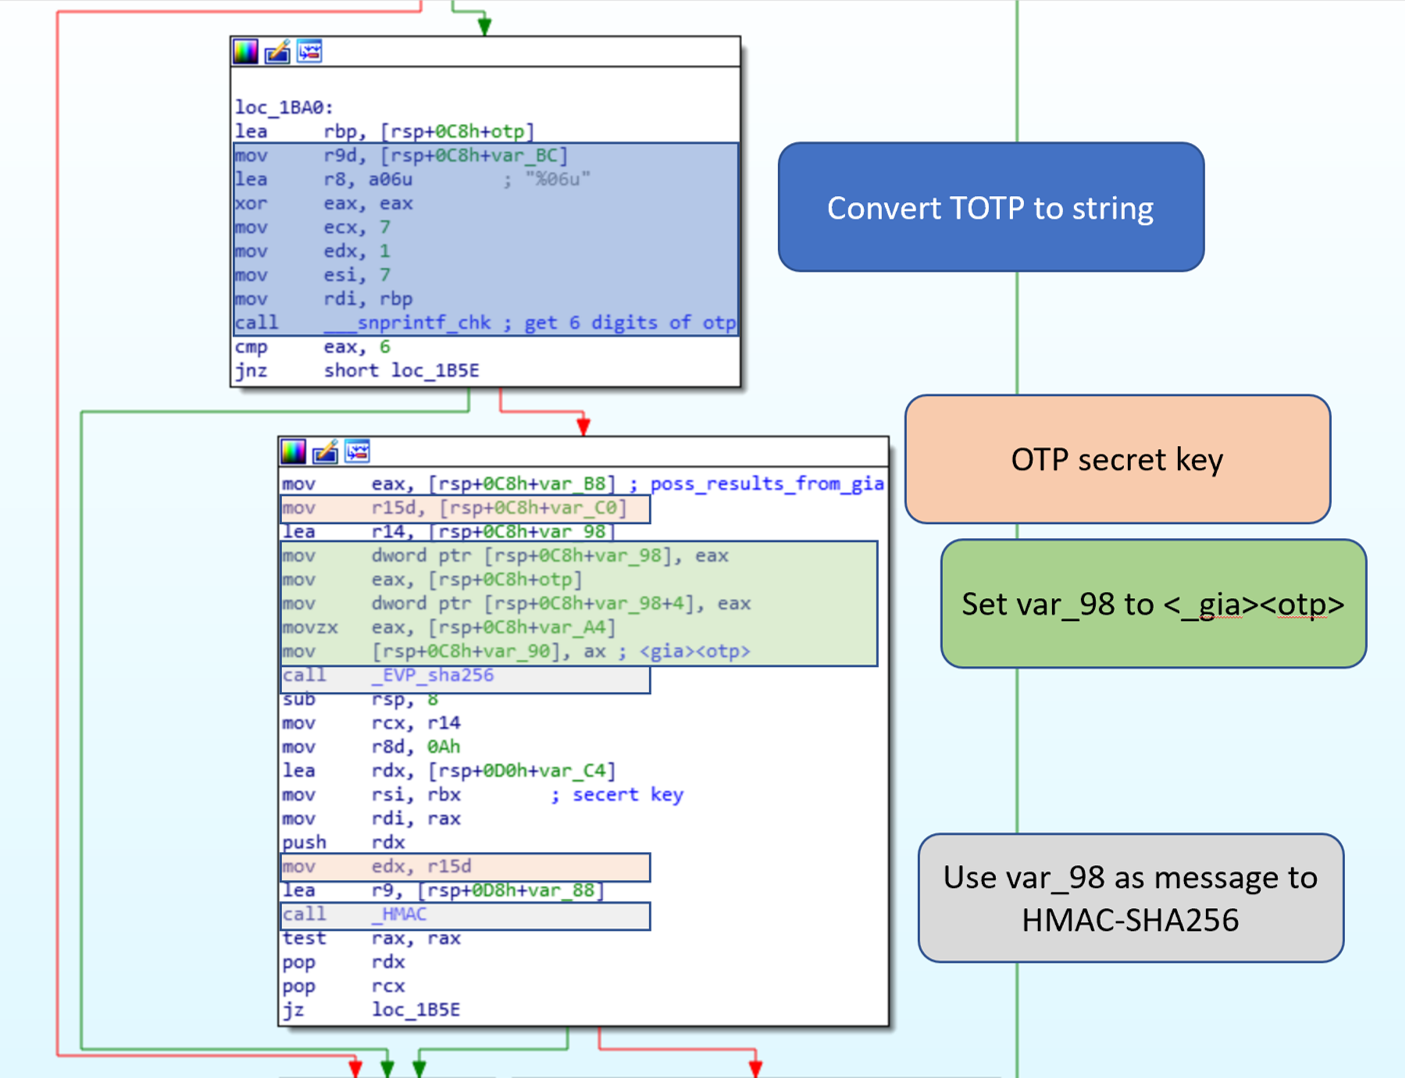 loc_1BA0:
lea rbp, [rsp+0C8h+otp]
mov r9d, [rsp+0C8h+var_BC]
lea r8, a06u ; "%06u"
xor eax, eax
mov ecx, 7
mov edx, 1
mov esi, 7
mov rdi, rbp
call ___snprintf_chk ; get 6 digits of otp
cmp eax, 6
jnz short loc_1B5E
Convert TOTP to string
mov eax, [rsp+0C8h+var_B8] ; poss_results_from_gia
mov r15d, [rsp+0C8h+var_C0]
lea r14, [rsp+0C8h+var_98]
mov dword ptr [rsp+0C8h+var_98], eax
mov eax, [rsp+0C8h+otp]
mov dword ptr [rsp+0C8h+var_98+4], eax
movzx eax, [rsp+0C8h+var_A4]
mov [rsp+0C8h+var_90], ax ; <gia><otp>
call _EVP_sha256
sub rsp, 8
mov rcx, r14
mov r8d, 0Ah
lea rdx, [rsp+0D0h+var_C4]
mov rsi, rbx ; secert key
mov rdi, rax
push rdx
mov edx, r15d
lea r9, [rsp+0D8h+var_88]
call _HMAC
test rax, rax
pop rdx
pop rcx
jz loc_1B5E
OTP secret key
Set var_98 to <_gia><otp>
Use var_98 as message to
HMAC-SHA256